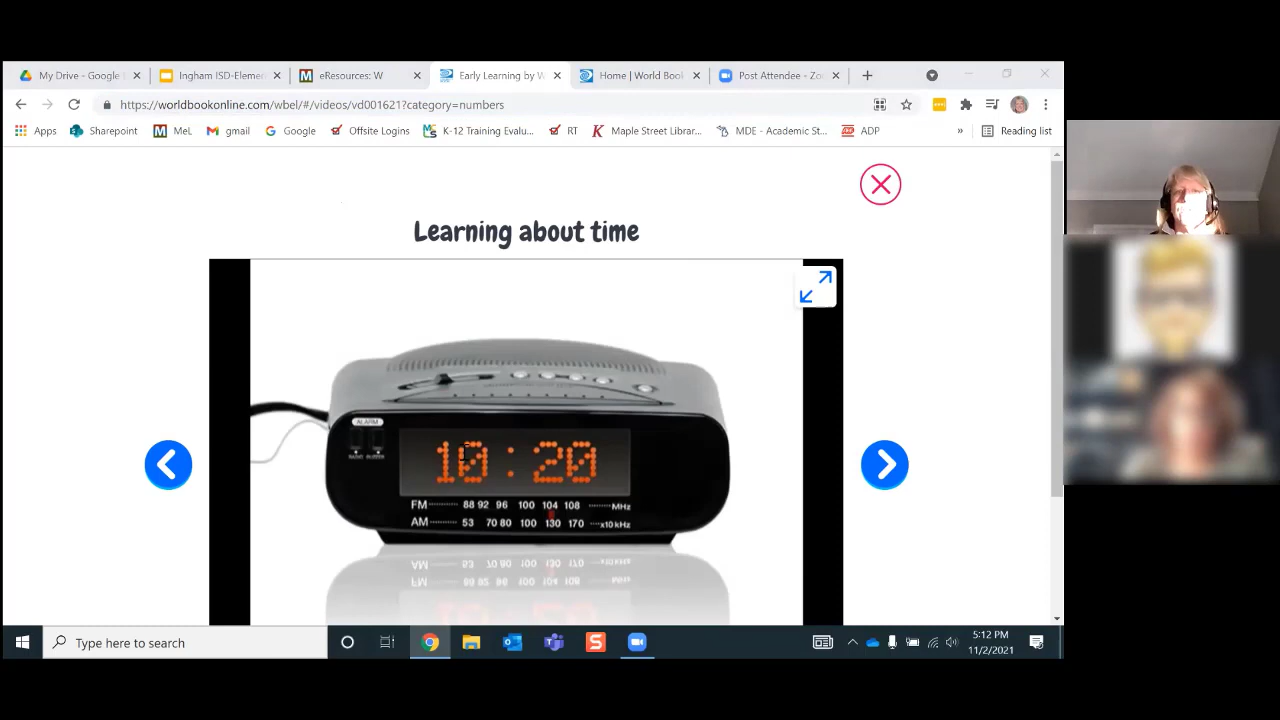 My Drive - Google
Ingham ISD-Eleme
eResources: W
Early Learning by W
Home | World Boo
Post Attendee - Zo
https://worldbookonline.com/wbel/#/videos/vd001621?category=numbers
Apps
Sharepoint
MeL
gmail
Google
Offsite Logins
K-12 Training Evalu...
RT
Maple Street Librar...
MDE - Academic St...
ADP
»
Reading list
Learning about time
ALARM
10:20
FM 88 92 96 100 104 108 MHz
AM 53 70 80 100 130 170 x10 kHz
Type here to search
5:12 PM
11/2/2021